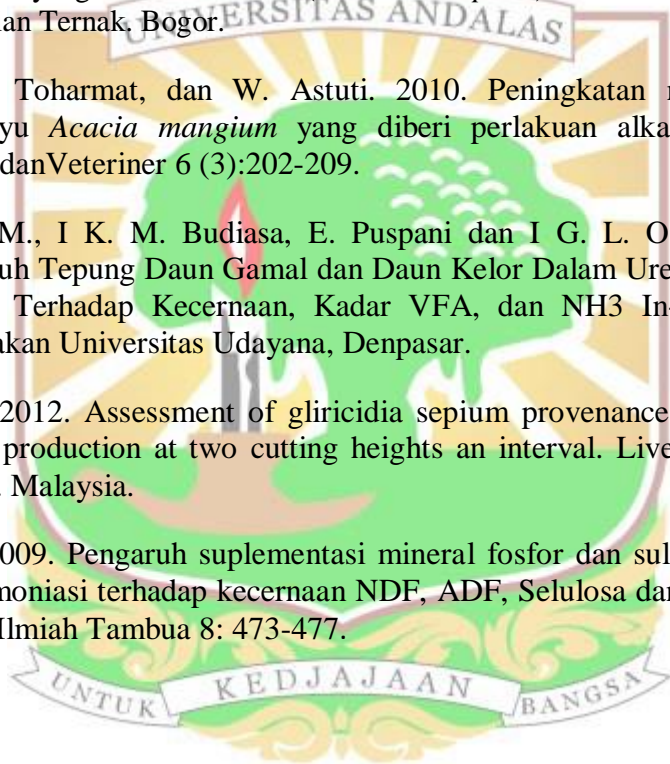 an Ternak. Bogor.
UNIVERSITAS ANDALAS
Toharmat, dan W. Astuti. 2010. Peningkatan
yu Acacia mangium yang diberi perlakuan alka
danVeteriner 6 (3):202-209.
M., I K. M. Budiasa, E. Puspani dan I G. L. O
uh Tepung Daun Gamal dan Daun Kelor Dalam Ure
Terhadap Kecernaan, Kadar VFA, dan NH3 In-
akan Universitas Udayana, Denpasar.
2012. Assessment of gliricidia sepium provenance
production at two cutting heights an interval. Live
. Malaysia.
009. Pengaruh suplementasi mineral fosfor dan sul
moniasi terhadap kecernaan NDF, ADF, Selulosa dar
Ilmiah Tambua 8: 473-477.
UNTUK KEDJAJAAN BANGSA